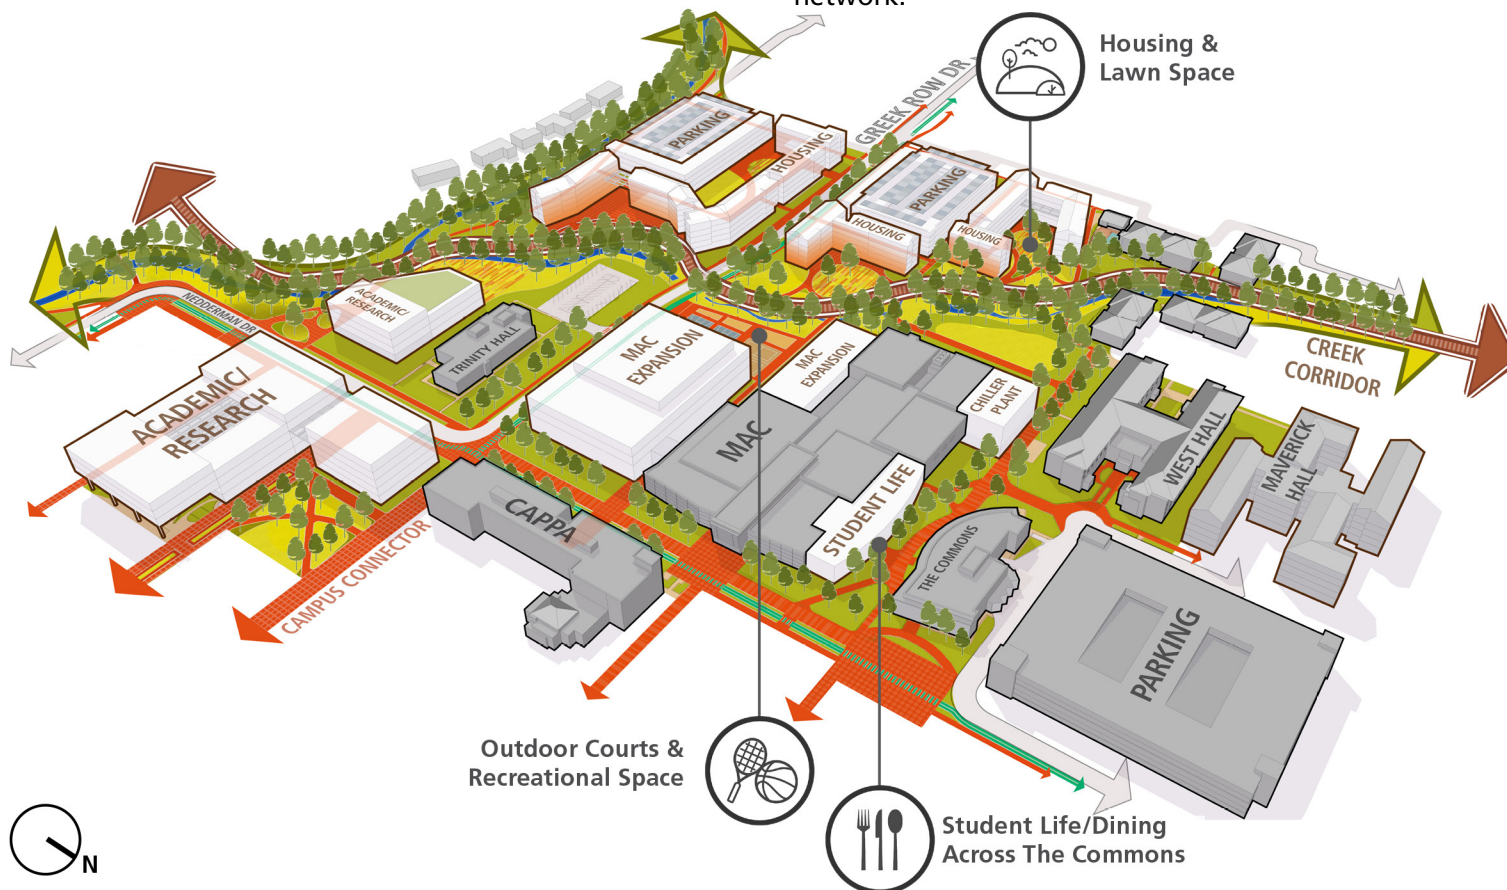 network.
Housing &
Lawn Space
GREEK ROW DR
PARKING
HOUSING
PARKING
HOUSING
HOUSING
ACADEMIC/
RESEARCH
NEDDERMAN DR
TRINITY HALL
MAC
EXPANSION
MAC
EXPANSION
CHILLER
PLANT
CREEK
CORRIDOR
ACADEMIC/
RESEARCH
MAC
WEST HALL
MAVERICK
HALL
STUDENT LIFE
CAPPA
THE COMMONS
CAMPUS CONNECTOR
PARKING
Outdoor Courts &
Recreational Space
Student Life/Dining
Across The Commons
N